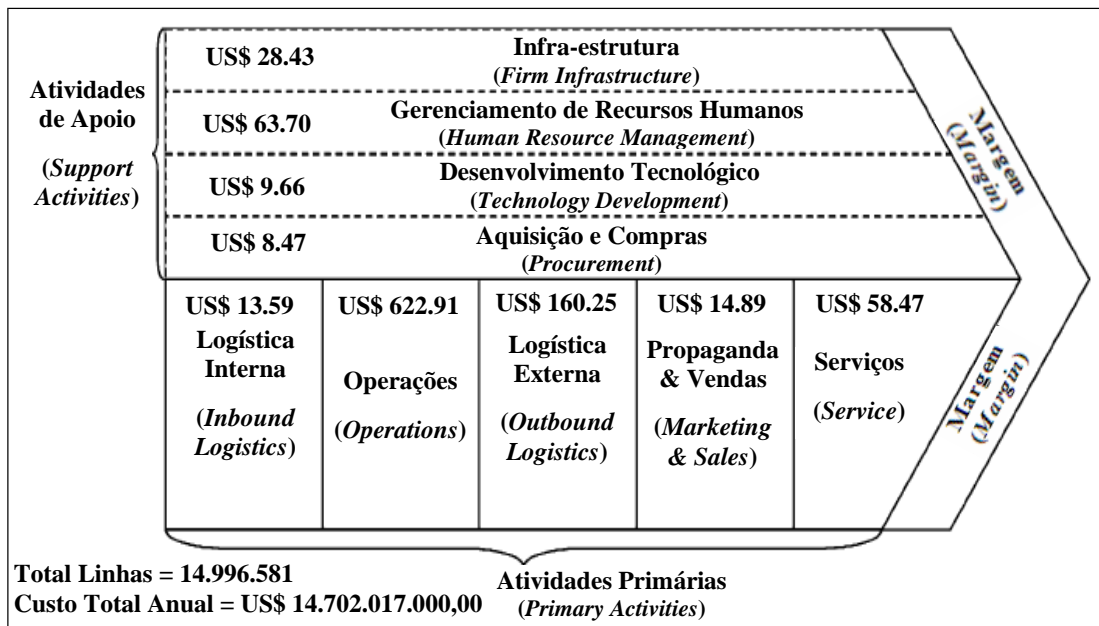 US$ 28.43
Infra-estrutura
(Firm Infrastructure)
Atividades
de Apoio
(Support
Activities)
US$ 63.70
Gerenciamento de Recursos Humanos
(Human Resource Management)
US$ 9.66
Desenvolvimento Tecnológico
(Technology Development)
US$ 8.47
Aquisição e Compras
(Procurement)
Margem
(Margin)
US$ 13.59
Logística
Interna
(Inbound
Logistics)
US$ 622.91
Operações
(Operations)
US$ 160.25
Logística
Externa
(Outbound
Logistics)
US$ 14.89
Propaganda
& Vendas
(Marketing
& Sales)
US$ 58.47
Serviços
(Service)
Margem
(Margin)
Total Linhas = 14.996.581
Custo Total Anual = US$ 14.702.017.000,00
Atividades Primárias
(Primary Activities)